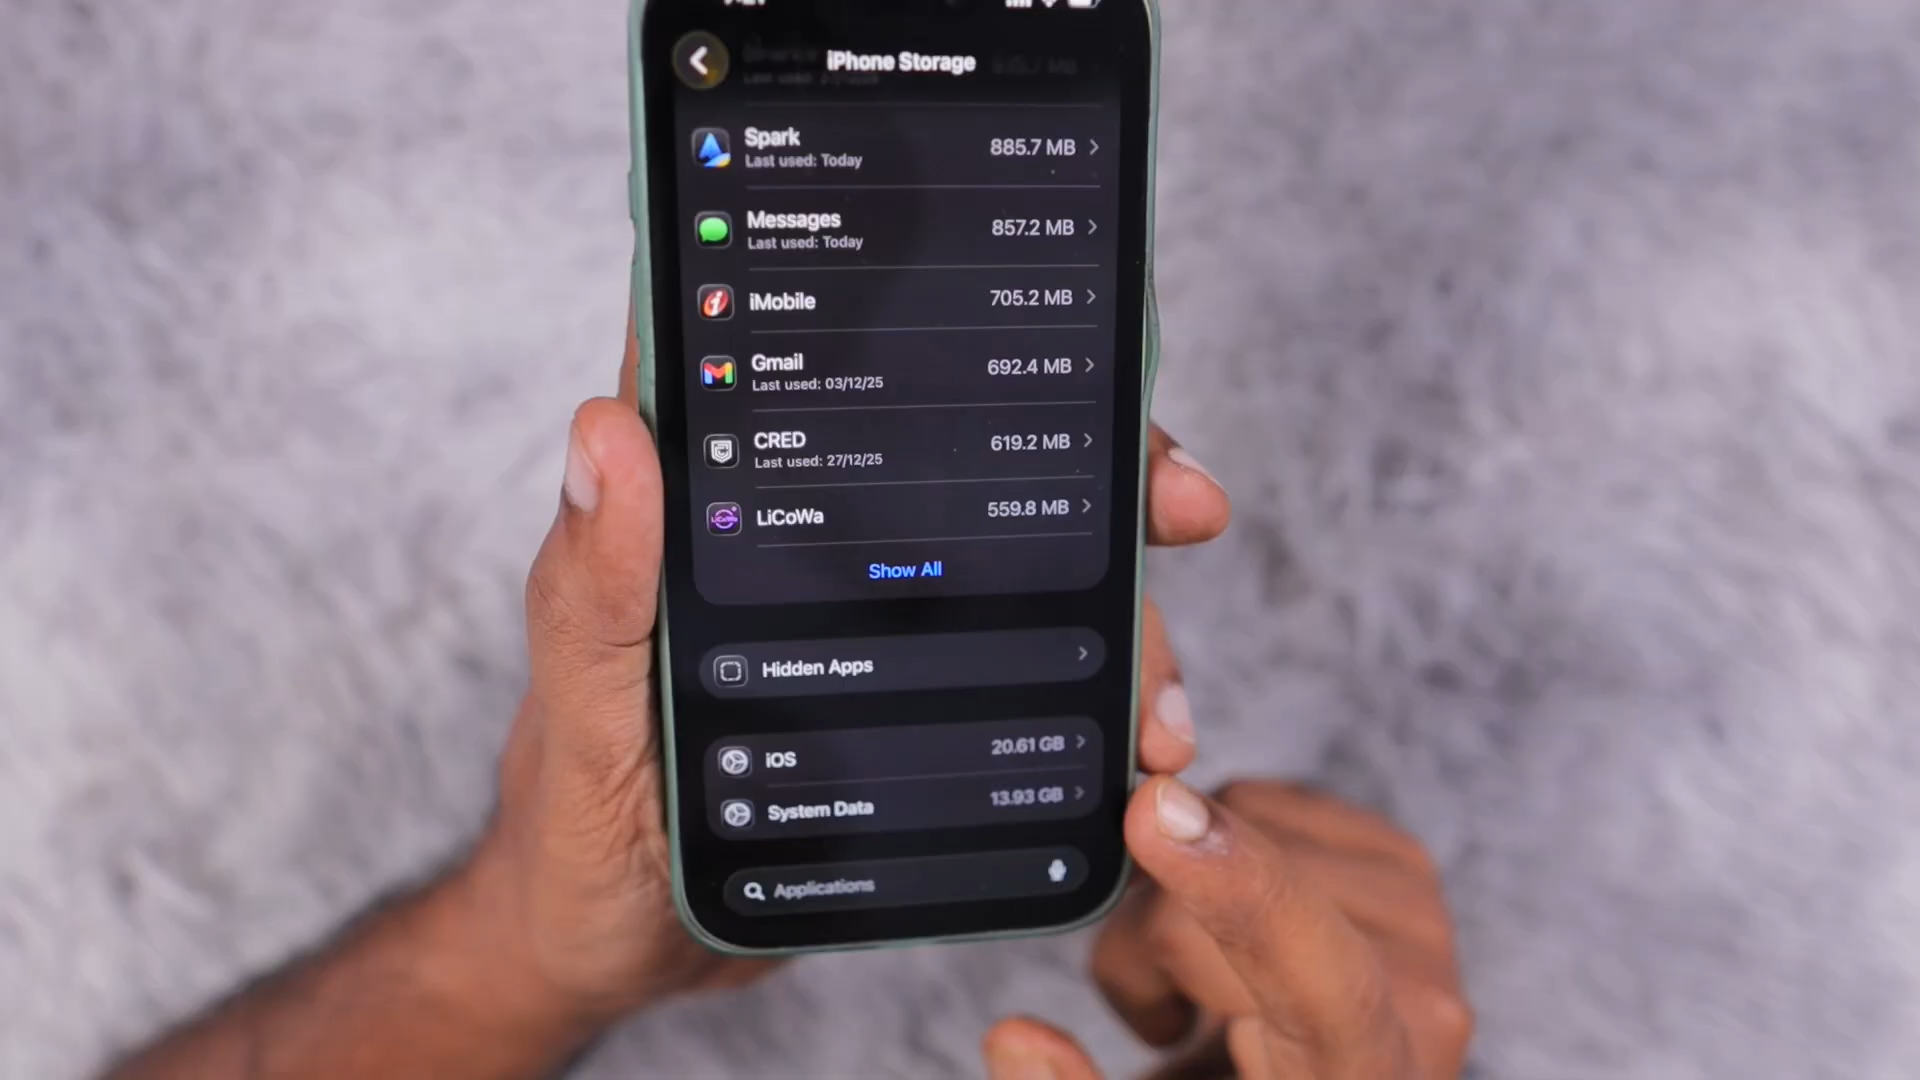 iPhone Storage
Spark
885.7 MB
Last used: Today
Messages
857.2 MB
Last used: Today
iMobile
705.2 MB
Gmail
692.4 MB
Last used: 03/12/25
CRED
619.2 MB
Last used: 27/12/25
LiCoWa
559.8 MB
Show All
Hidden Apps
iOS
20.61 GB
System Data
13.93 GB
Applications